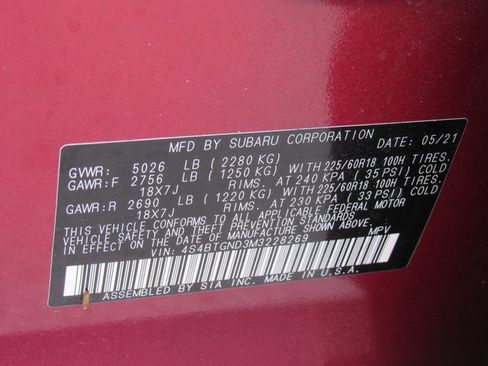 MFD BY SUBARU CORPORATION DATE: 05/21
GVWR: 5026 LB (2280 KG)
GAWR:F 2756 LB (1250 KG) WITH 225/60R18 100H TIRES.
18X7J RIMS. AT 240 KPA (35 PSI) COLD
GAWR:R 2690 LB (1220 KG) WITH 225/60R18 100H TIRES.
18X7J RIMS. AT 230 KPA (33 PSI) COLD
THIS VEHICLE CONFORMS TO ALL APPLICABLE FEDERAL MOTOR
VEHICLE SAFETY AND THEFT PREVENTION STANDARDS
IN EFFECT ON THE DATE OF MANUFACTURE SHOWN ABOVE.
VIN: 4S4BTGND3M3228269 MPV
ASSEMBLED BY SIA INC. MADE IN U.S.A.